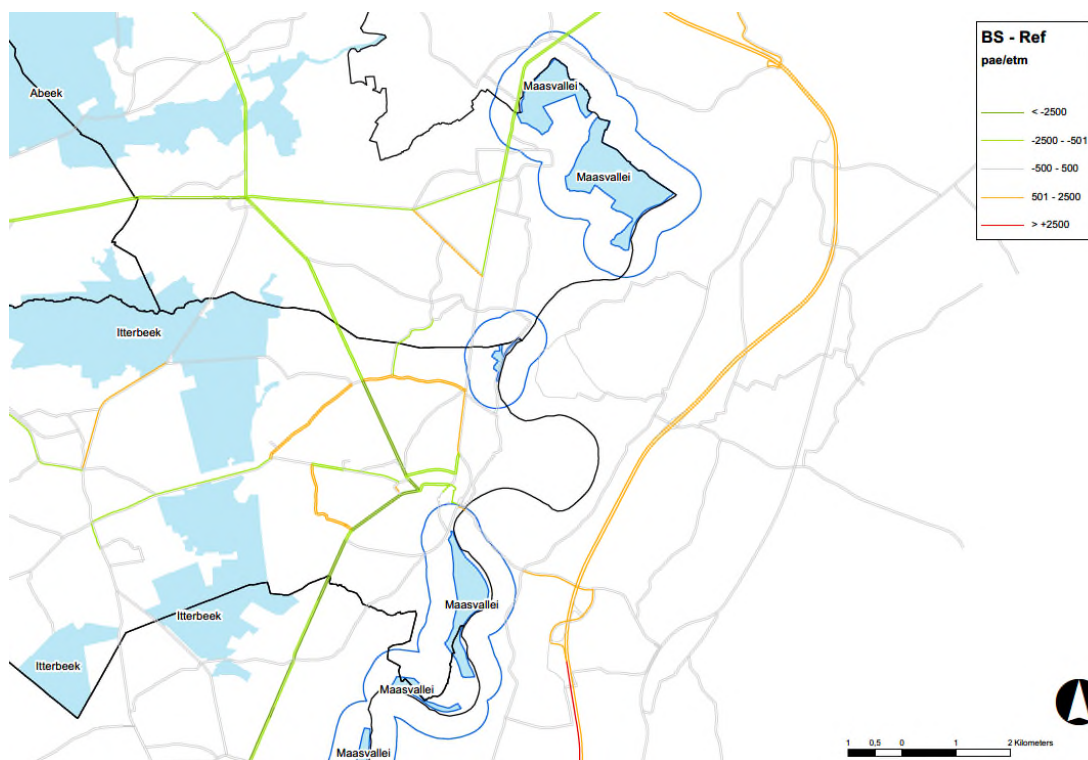 BS - Ref
pae/etm
< -2500
-2500 - -501
-500 - 500
501 - 2500
> +2500
Abeek
Maasvallei
Maasvallei
Itterbeek
Maasvallei
Itterbeek
Itterbeek
Maasvallei
Maasvallei
1 0,5 0 1 2 Kilometers